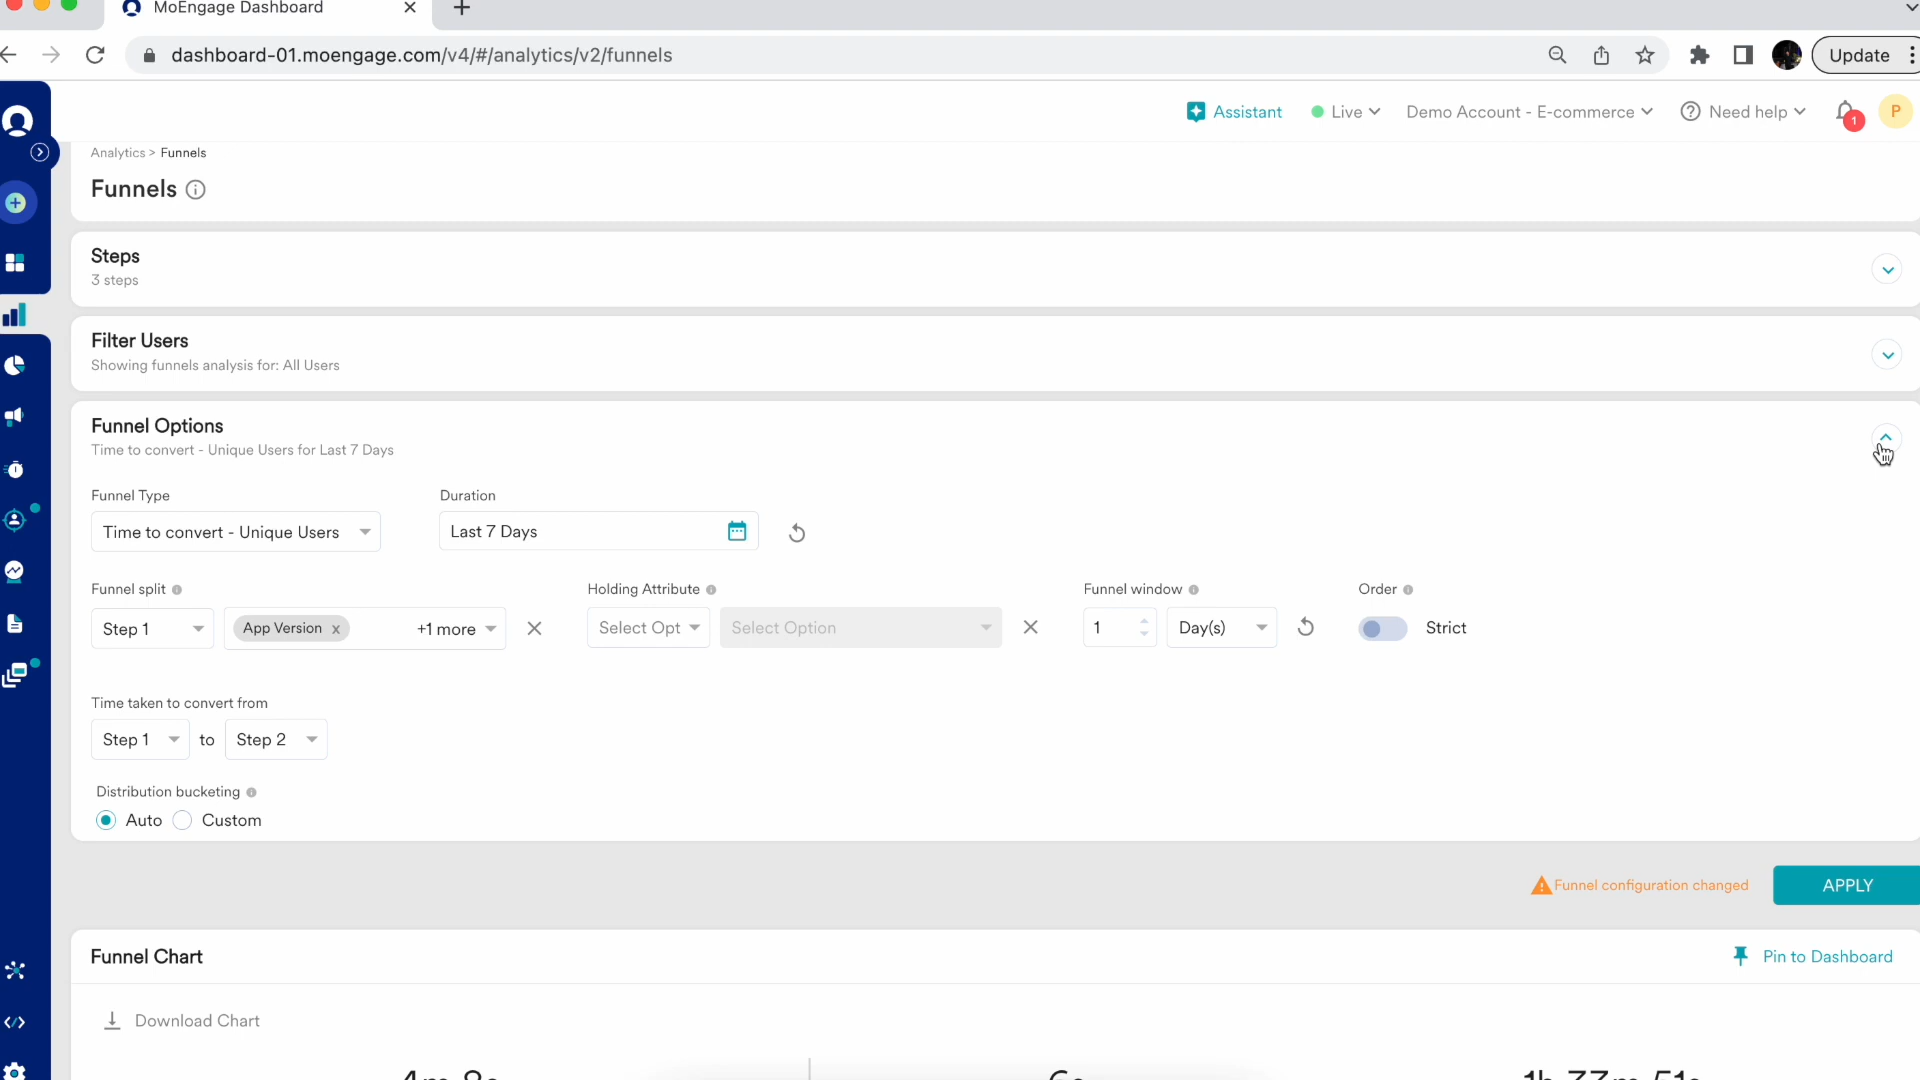 MoEngage Dashboard
dashboard-01.moengage.com/v4/#/analytics/v2/funnels
Update
Assistant
Live
Demo Account - E-commerce
Need help
1
P
Analytics > Funnels
Funnels
Steps
3 steps
Filter Users
Showing funnels analysis for: All Users
Funnel Options
Time to convert - Unique Users for Last 7 Days
Funnel Type
Duration
Time to convert - Unique Users
Last 7 Days
Funnel split
Holding Attribute
Funnel window
Order
Step 1
App Version
+1 more
Select Opt
Select Option
1
Day(s)
Strict
Time taken to convert from
Step 1 to Step 2
Distribution bucketing
Auto
Custom
Funnel configuration changed
APPLY
Funnel Chart
Pin to Dashboard
Download Chart